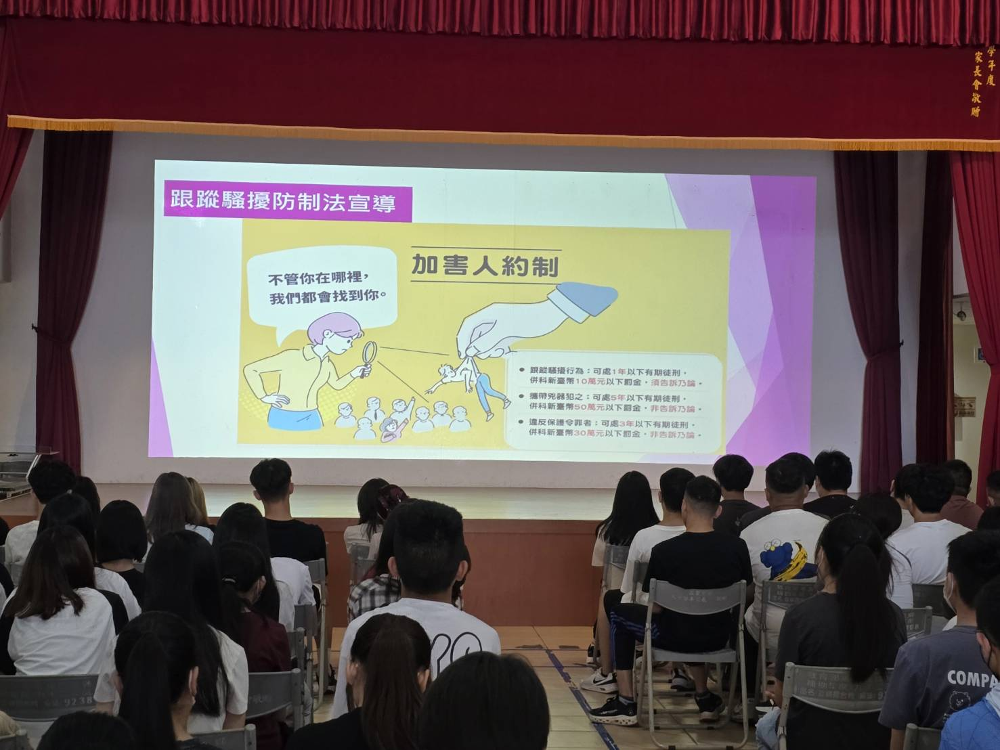 學年度
家長會敬贈
跟蹤騷擾防制法宣導
加害人約制
不管你在哪裡，
我們都會找到你。
● 跟蹤騷擾行為：可處1年以下有期徒刑，
併科新臺幣10萬元以下罰金，須告訴乃論。
● 攜帶兇器犯之：可處5年以下有期徒刑，
併科新臺幣50萬元以下罰金，非告訴乃論。
● 違反保護令罪者：可處3年以下有期徒刑，
併科新臺幣30萬元以下罰金，非告訴乃論。
COMPA
9238